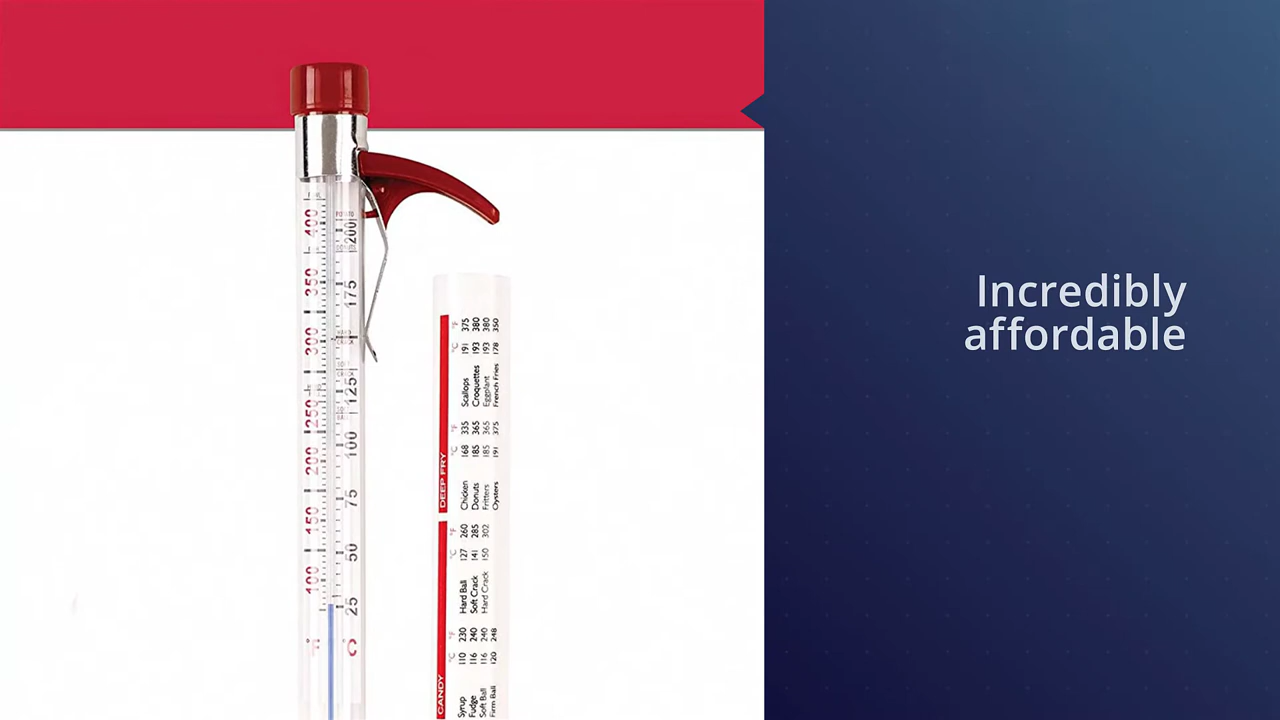 Incredibly
affordable
400
350
300
250
200
150
100
°F
200
175
125
100
75
50
25
°C
DEEP FRY
°C °F °C °F
Chicken 168 335 Scallops 191 375
Donuts 185 365 Croquettes 193 380
Fritters 185 365 Eggplant 193 380
Oysters 191 375 French Fries 178 350
CANDY
°C °F °C °F
Syrup 110 230 Hard Ball 127 260
Fudge 116 240 Soft Crack 141 285
Soft Ball 116 240 Hard Crack 150 302
Firm Ball 120 248